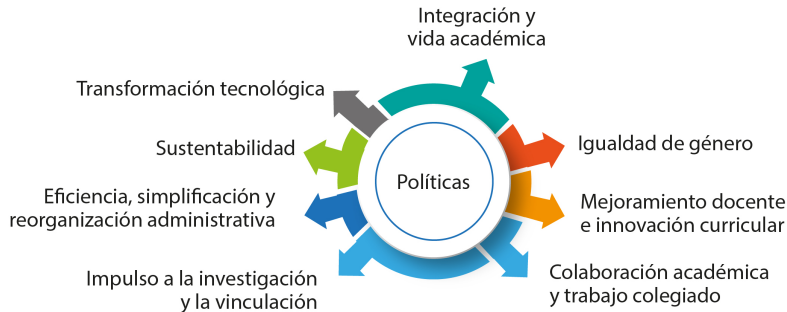 Integración y
vida académica
Transformación tecnológica
Igualdad de género
Sustentabilidad
Políticas
Mejoramiento docente
e innovación curricular
Eficiencia, simplificación y
reorganización administrativa
Colaboración académica
y trabajo colegiado
Impulso a la investigación
y la vinculación